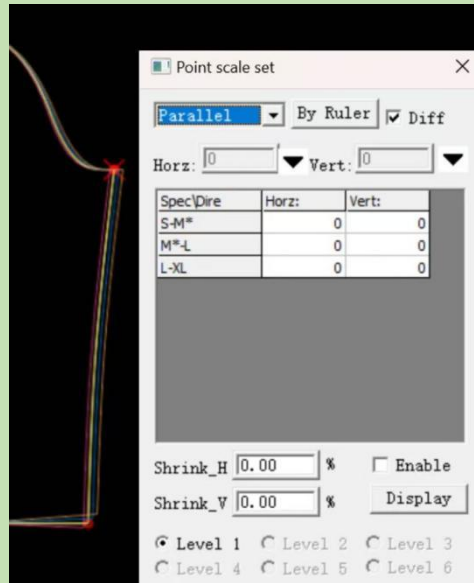 Point scale set
Parallel By Ruler Diff
Horz: 0 Vert: 0
Spec\Dire Horz: Vert:
S-M* 0 0
M*-L 0 0
L-XL 0 0
Shrink_H 0.00 % Enable
Shrink_V 0.00 % Display
Level 1 Level 2 Level 3
Level 4 Level 5 Level 6